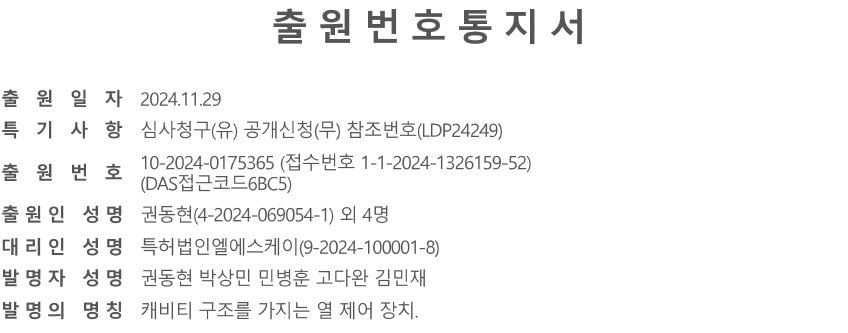 출 원 번 호 통 지 서
출 원 일 자 2024.11.29
특 기 사 항 심사청구(유) 공개신청(무) 참조번호(LDP24249)
출 원 번 호 10-2024-0175365 (접수번호 1-1-2024-1326159-52)
(DAS접근코드6BC5)
출 원 인 성 명 권동현(4-2024-069054-1) 외 4명
대 리 인 성 명 특허법인엘에스케이(9-2024-100001-8)
발 명 자 성 명 권동현 박상민 민병훈 고다완 김민재
발 명 의 명 칭 캐비티 구조를 가지는 열 제어 장치.